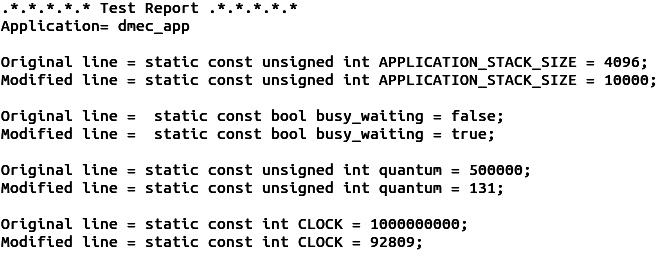 .*.*.*.*.* Test Report .*.*.*.*.*
Application= dmec_app
Original line = static const unsigned int APPLICATION_STACK_SIZE = 4096;
Modified line = static const unsigned int APPLICATION_STACK_SIZE = 10000;
Original line =  static const bool busy_waiting = false;
Modified line =  static const bool busy_waiting = true;
Original line = static const unsigned int quantum = 500000;
Modified line = static const unsigned int quantum = 131;
Original line = static const int CLOCK = 1000000000;
Modified line = static const int CLOCK = 92809;